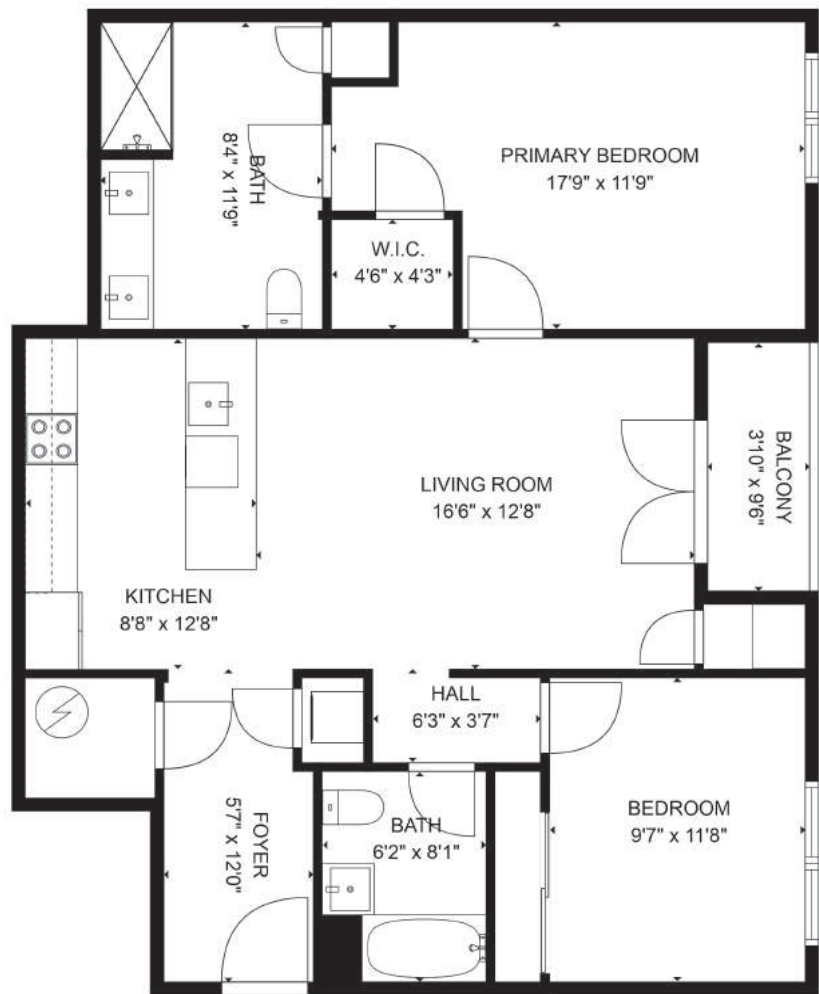 BATH
8'4" x 11'9"
PRIMARY BEDROOM
17'9" x 11'9"
W.I.C.
4'6" x 4'3"
LIVING ROOM
16'6" x 12'8"
BALCONY
3'10" x 9'6"
KITCHEN
8'8" x 12'8"
HALL
6'3" x 3'7"
FOYER
5'7" x 12'0"
BATH
6'2" x 8'1"
BEDROOM
9'7" x 11'8"